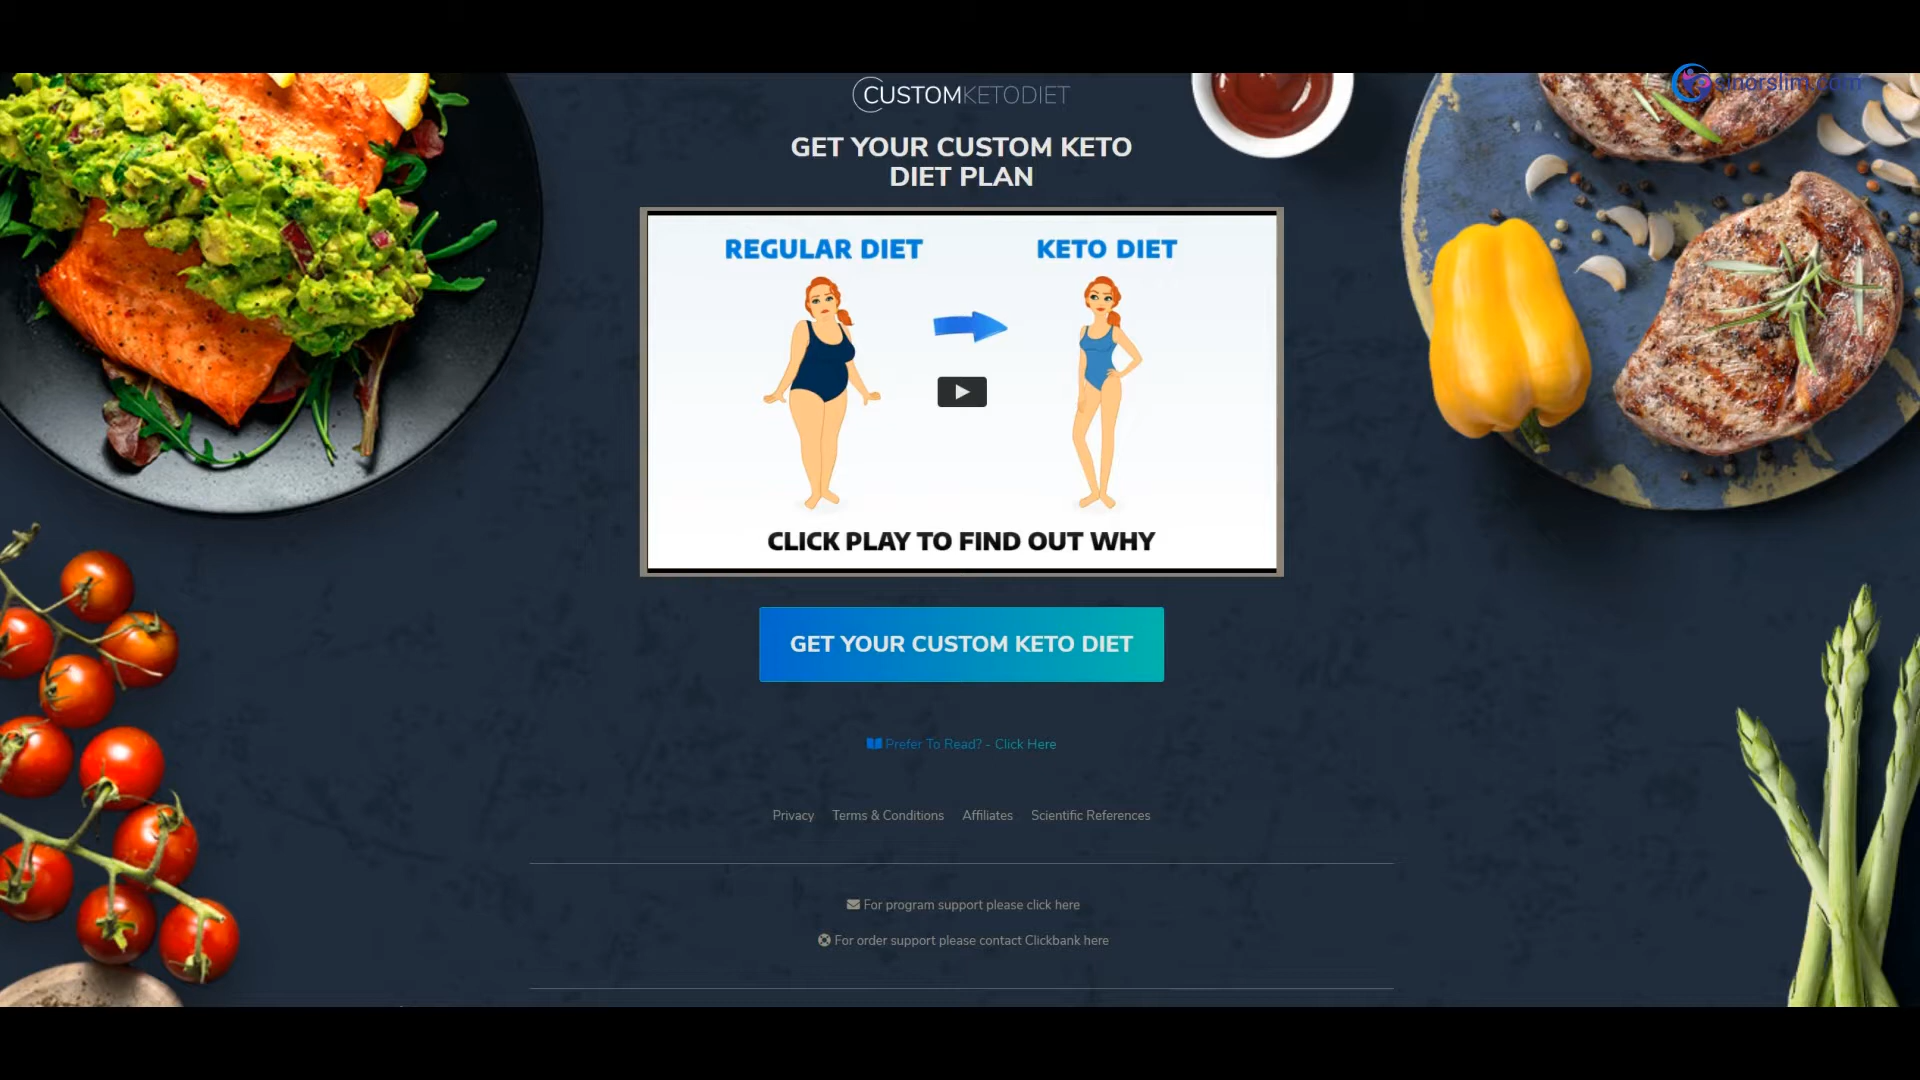 sinorslim.com
CUSTOMKETODIET
GET YOUR CUSTOM KETO
DIET PLAN
REGULAR DIET
KETO DIET
CLICK PLAY TO FIND OUT WHY
GET YOUR CUSTOM KETO DIET
Prefer To Read? - Click Here
Privacy
Terms & Conditions
Affiliates
Scientific References
For program support please click here
For order support please contact Clickbank here